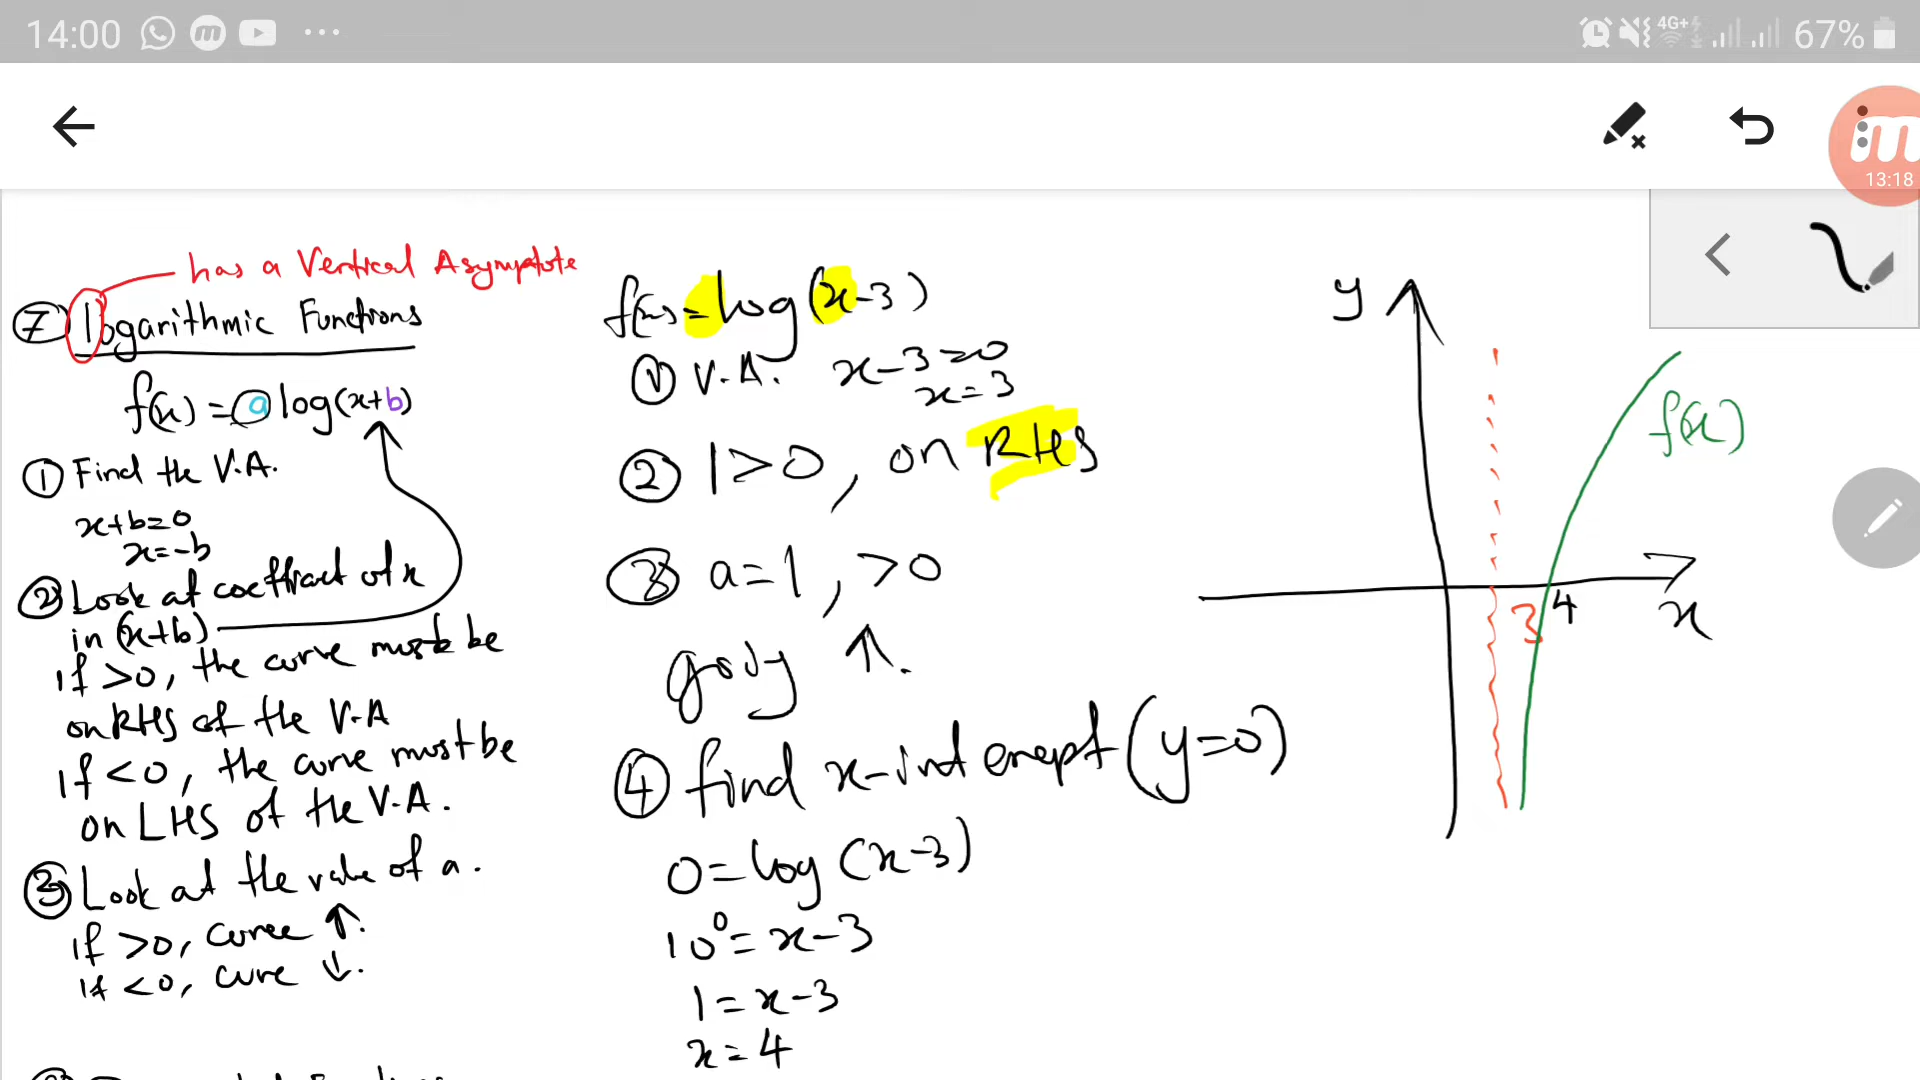 14:00
67%
4G+
13:18
has a Vertical Asymptote
⑦ logarithmic Functions
f(x) = a log(x+b)
① Find the V.A.
x+b=0
x=-b
② Look at coefficient of x
in (x+b)
if >0, the curve must be
on RHS of the V.A
if <0, the curve must be
on LHS of the V.A.
③ Look at the value of a.
if >0, curve ↑.
if <0, curve ↓.
f(x) = log(x-3)
① V.A. x-3=0
x=3
② 1>0, on RHS
③ a=1, >0
↑.
④ find x-intercept (y=0)
0 = log (x-3)
10⁰ = x-3
1 = x-3
x = 4
y
f(x)
3
4
x